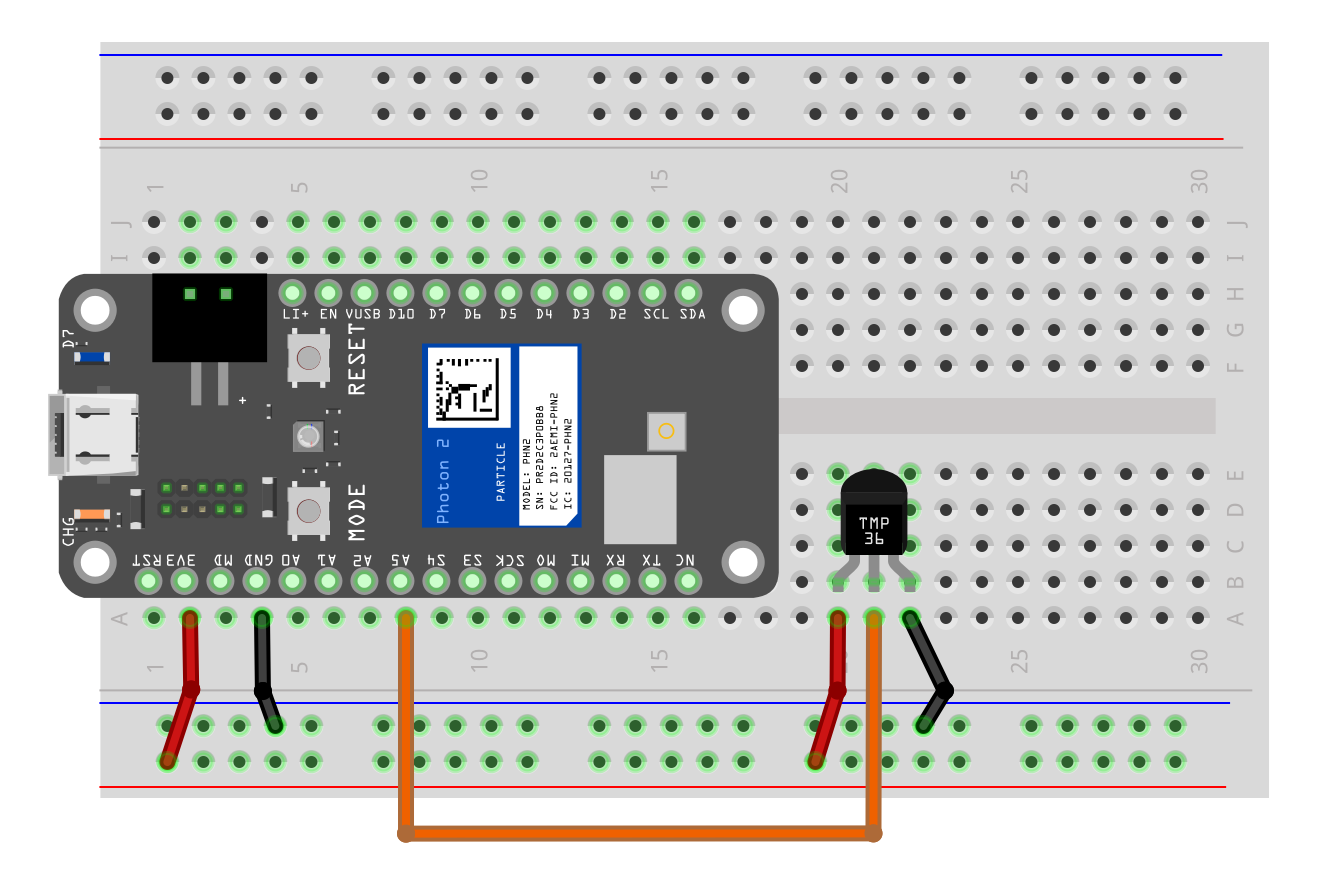 1 5 10 15 20 25 30
J J
I I
H
G
F
LI+ EN VUSB D10 D7 D6 D5 D4 D3 D2 SCL SDA
D7
RESET
+
Photon 2
PARTICLE
MODEL: PHN2
SN: PR2D2C3P0BBB
FCC ID: 2AEMI-PHN2
IC: 20127-PHN2
MODE
CHG
TMP
36
E
D
C
B
RST 3V3 MD GND A0 A1 A2 A5 S4 S3 SCK MO MI RX TX NC
A A
1 5 10 15 25 30